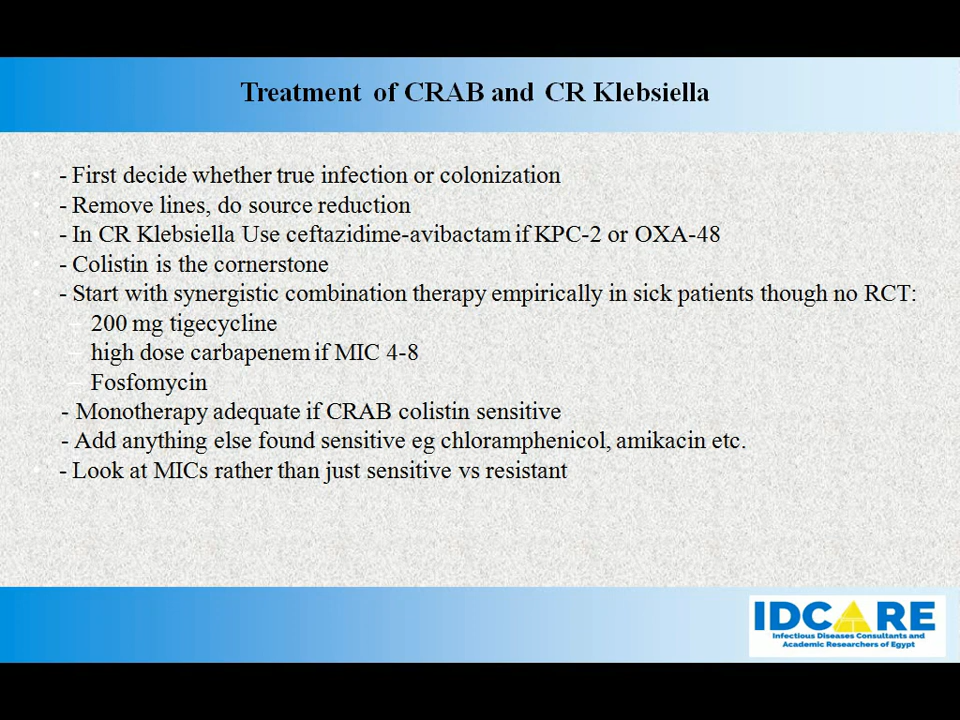 Treatment of CRAB and CR Klebsiella
- First decide whether true infection or colonization
- Remove lines, do source reduction
- In CR Klebsiella Use ceftazidime-avibactam if KPC-2 or OXA-48
- Colistin is the cornerstone
- Start with synergistic combination therapy empirically in sick patients though no RCT:
200 mg tigecycline
high dose carbapenem if MIC 4-8
Fosfomycin
- Monotherapy adequate if CRAB colistin sensitive
- Add anything else found sensitive eg chloramphenicol, amikacin etc.
- Look at MICs rather than just sensitive vs resistant
IDCARE
Infectious Diseases Consultants and
Academic Researchers of Egypt